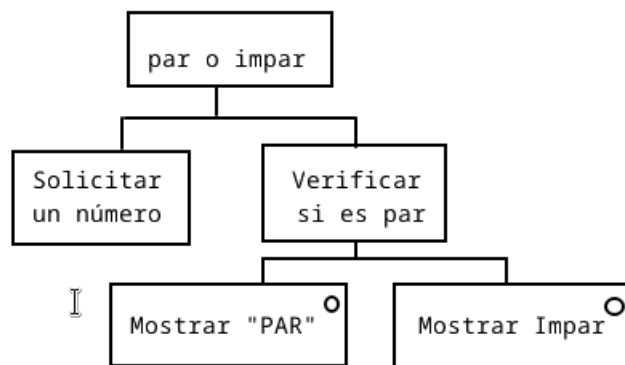 par o impar
Solicitar
un número
Verificar
si es par
Mostrar "PAR"
Mostrar Impar